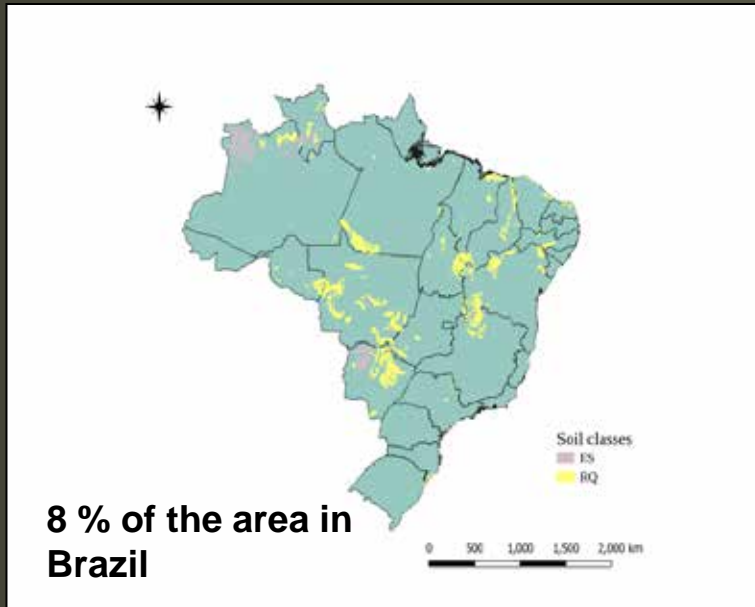 Soil classes
ES
RQ
8 % of the area in
Brazil
0 500 1,000 1,500 2,000 km